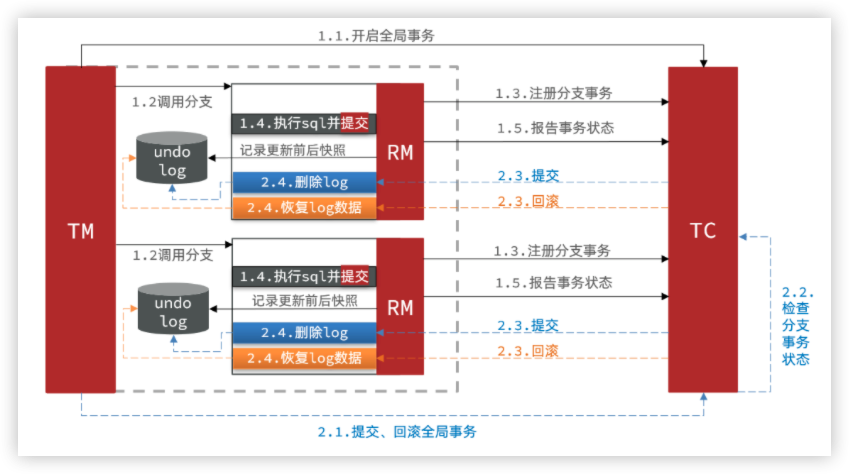 1.1.开启全局事务
TM
TC
1.2调用分支
1.3.注册分支事务
1.4.执行sql并提交
1.5.报告事务状态
RM
undo
log
记录更新前后快照
2.4.删除log
2.3.提交
2.4.恢复log数据
2.3.回滚
1.2调用分支
1.3.注册分支事务
1.4.执行sql并提交
1.5.报告事务状态
RM
undo
log
记录更新前后快照
2.4.删除log
2.3.提交
2.4.恢复log数据
2.3.回滚
2.2.
检查
分支
事务
状态
2.1.提交、回滚全局事务